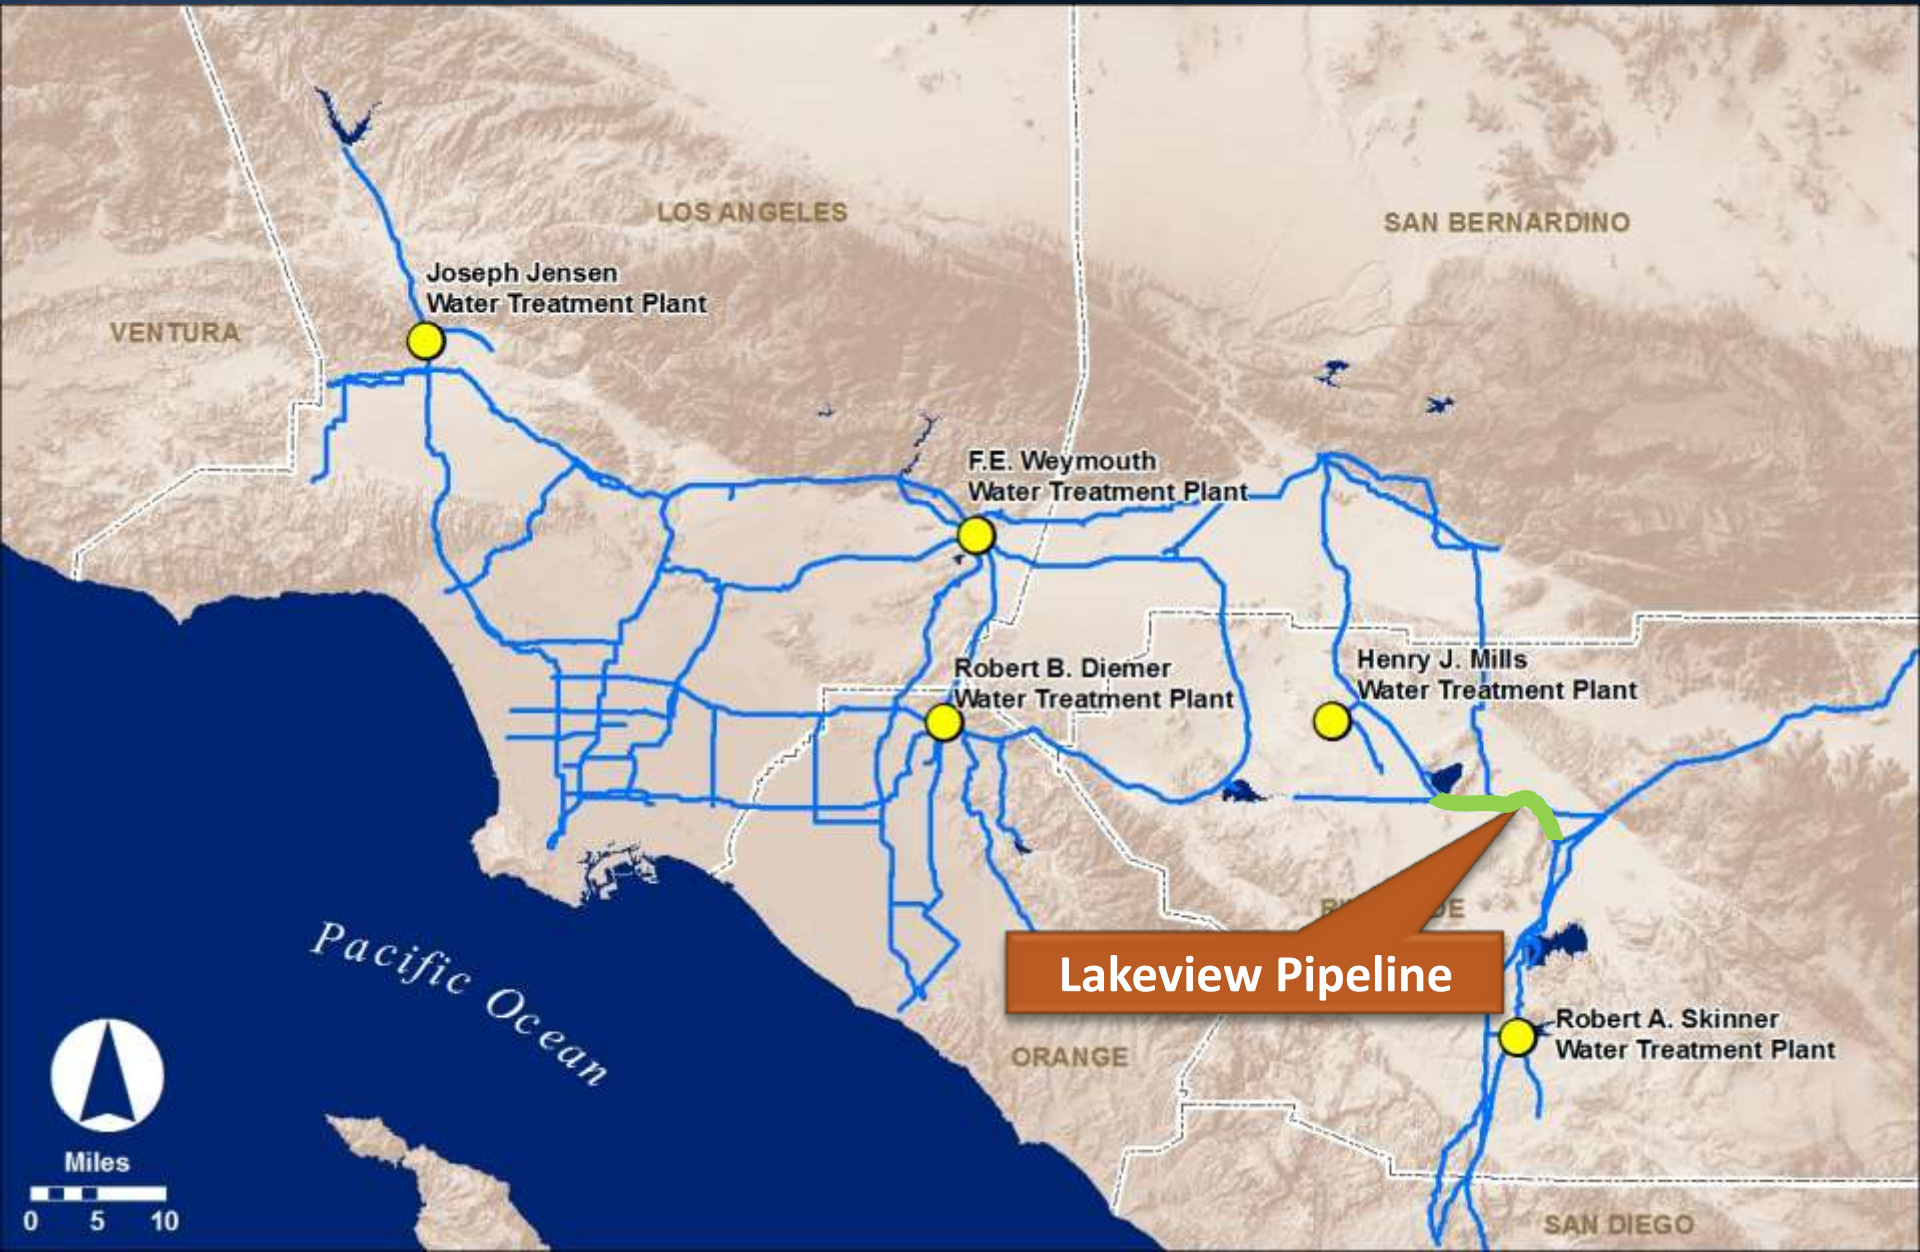 LOS ANGELES
SAN BERNARDINO
Joseph Jensen
Water Treatment Plant
VENTURA
F.E. Weymouth
Water Treatment Plant
Robert B. Diemer
Water Treatment Plant
Henry J. Mills
Water Treatment Plant
Lakeview Pipeline
Pacific Ocean
Robert A. Skinner
Water Treatment Plant
ORANGE
Miles
0 5 10
SAN DIEGO